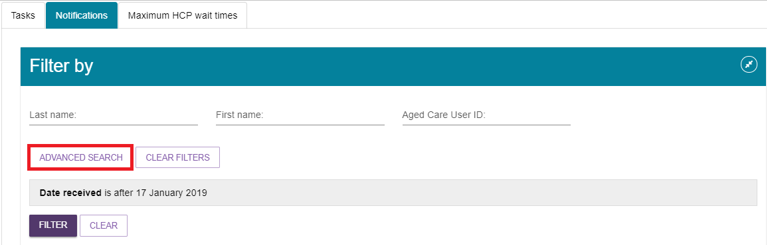 Tasks Notifications Maximum HCP wait times
Filter by
Last name: First name: Aged Care User ID:
ADVANCED SEARCH CLEAR FILTERS
Date received is after 17 January 2019
FILTER CLEAR